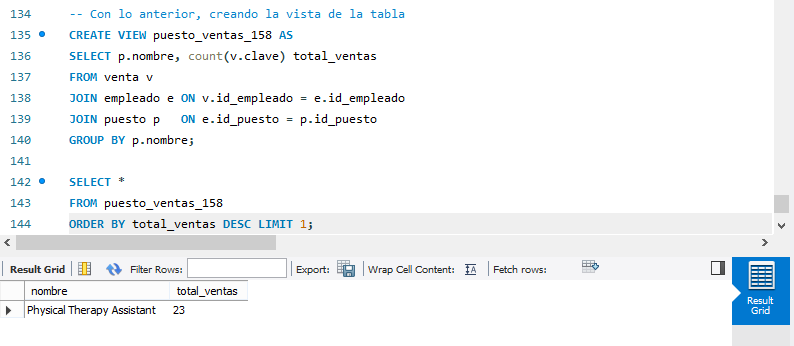 134 -- Con lo anterior, creando la vista de la tabla
135 CREATE VIEW puesto_ventas_158 AS
136 SELECT p.nombre, count(v.clave) total_ventas
137 FROM venta v
138 JOIN empleado e ON v.id_empleado = e.id_empleado
139 JOIN puesto p   ON e.id_puesto = p.id_puesto
140 GROUP BY p.nombre;
141
142 SELECT *
143 FROM puesto_ventas_158
144 ORDER BY total_ventas DESC LIMIT 1;
Result Grid Filter Rows: Export: Wrap Cell Content: Fetch rows:
nombre total_ventas
Physical Therapy Assistant 23
Result
Grid